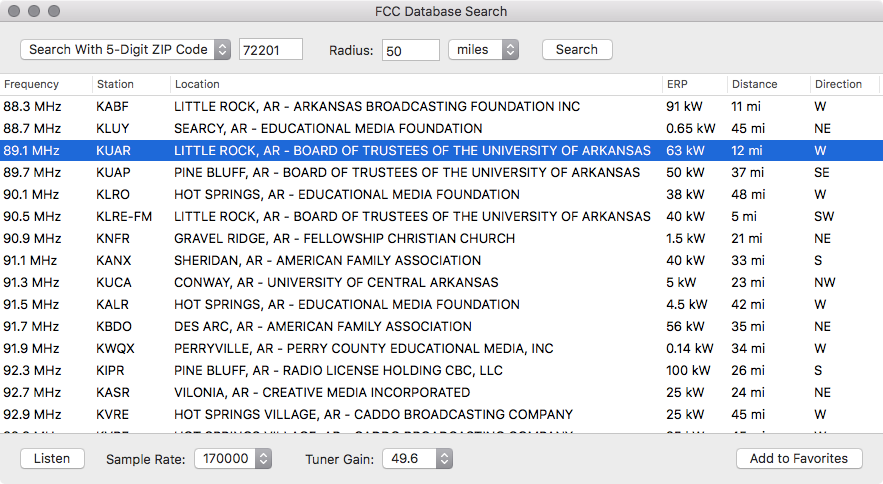 FCC Database Search
Search With 5-Digit ZIP Code 72201 Radius: 50 miles Search
Frequency Station Location ERP Distance Direction
88.3 MHz KABF LITTLE ROCK, AR - ARKANSAS BROADCASTING FOUNDATION INC 91 kW 11 mi W
88.7 MHz KLUY SEARCY, AR - EDUCATIONAL MEDIA FOUNDATION 0.65 kW 45 mi NE
89.1 MHz KUAR LITTLE ROCK, AR - BOARD OF TRUSTEES OF THE UNIVERSITY OF ARKANSAS 63 kW 12 mi W
89.7 MHz KUAP PINE BLUFF, AR - BOARD OF TRUSTEES OF THE UNIVERSITY OF ARKANSAS 50 kW 37 mi SE
90.1 MHz KLRO HOT SPRINGS, AR - EDUCATIONAL MEDIA FOUNDATION 38 kW 48 mi W
90.5 MHz KLRE-FM LITTLE ROCK, AR - BOARD OF TRUSTEES OF THE UNIVERSITY OF ARKANSAS 40 kW 5 mi SW
90.9 MHz KNFR GRAVEL RIDGE, AR - FELLOWSHIP CHRISTIAN CHURCH 1.5 kW 21 mi NE
91.1 MHz KANX SHERIDAN, AR - AMERICAN FAMILY ASSOCIATION 40 kW 33 mi S
91.3 MHz KUCA CONWAY, AR - UNIVERSITY OF CENTRAL ARKANSAS 5 kW 23 mi NW
91.5 MHz KALR HOT SPRINGS, AR - EDUCATIONAL MEDIA FOUNDATION 4.5 kW 42 mi W
91.7 MHz KBDO DES ARC, AR - AMERICAN FAMILY ASSOCIATION 56 kW 35 mi NE
91.9 MHz KWQX PERRYVILLE, AR - PERRY COUNTY EDUCATIONAL MEDIA, INC 0.14 kW 34 mi W
92.3 MHz KIPR PINE BLUFF, AR - RADIO LICENSE HOLDING CBC, LLC 100 kW 26 mi S
92.7 MHz KASR VILONIA, AR - CREATIVE MEDIA INCORPORATED 25 kW 24 mi NE
92.9 MHz KVRE HOT SPRINGS VILLAGE, AR - CADDO BROADCASTING COMPANY 25 kW 45 mi W
Listen Sample Rate: 170000 Tuner Gain: 49.6 Add to Favorites